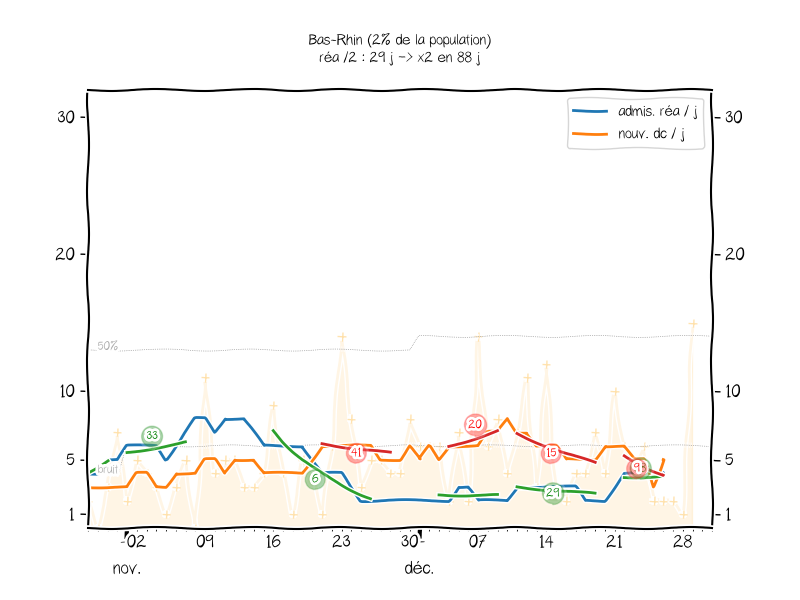 Bas-Rhin (2% de la population)
réa /2 : 29 j -> x2 en 88 j
admis. réa / j
nouv. dc / j
30 30
20 20
50%
10 10
33
20
41
15
5 5
bruit
6
29
1 1
02 09 16 23 30 07 14 21 28
nov. déc.